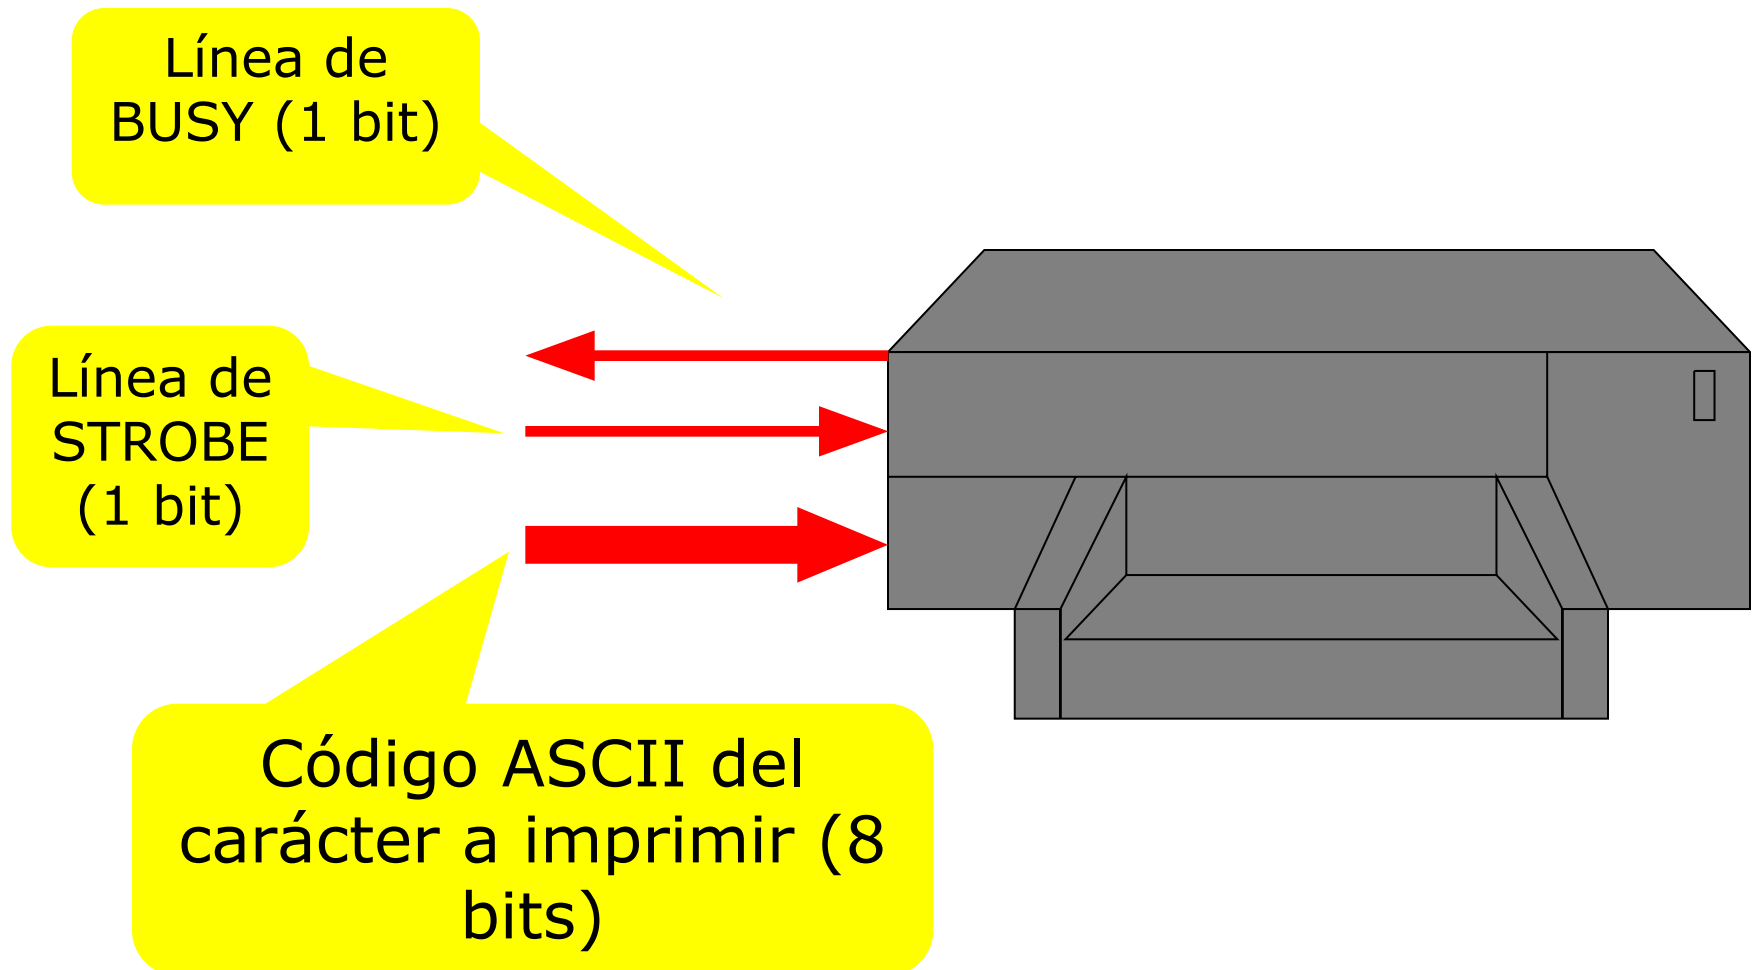 Línea de
BUSY (1 bit)
Línea de
STROBE
(1 bit)
Código ASCII del
carácter a imprimir (8
bits)